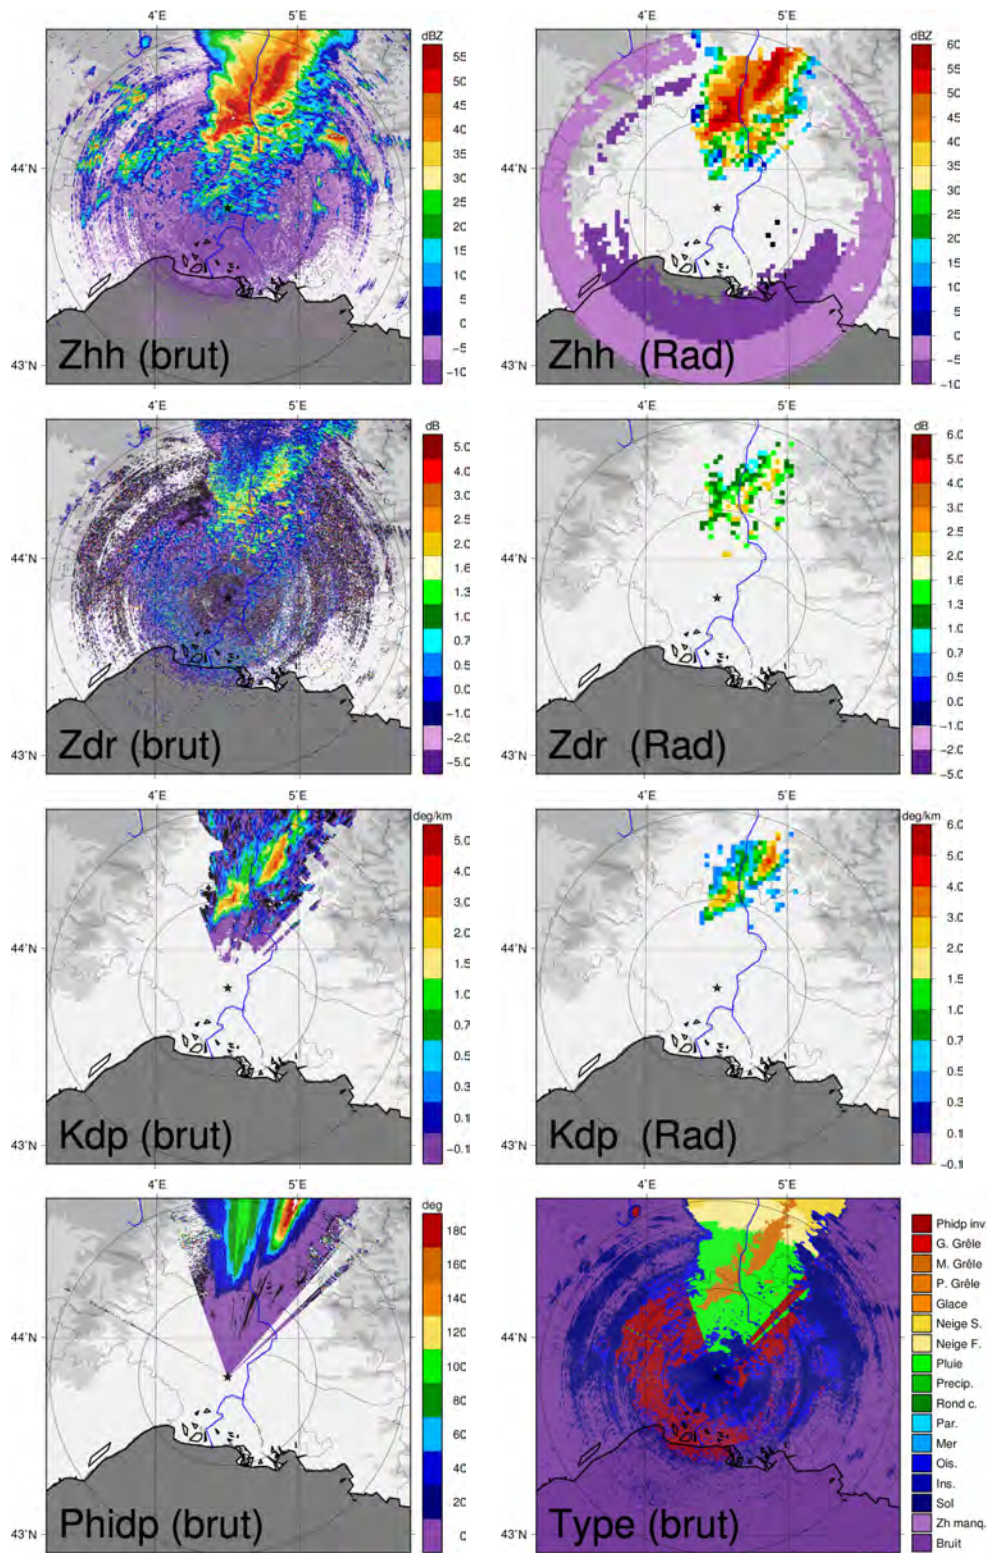 4˚E 5˚E
dBZ
55
50
45
40
35
30
25
20
15
10
5
0
−5
−10
44˚N
43˚N
Zhh (brut)
4˚E 5˚E
dBZ
60
55
50
45
40
35
30
25
20
15
10
5
0
−5
−10
44˚N
43˚N
Zhh (Rad)
4˚E 5˚E
dB
5.0
4.0
3.0
2.5
2.0
1.6
1.3
1.0
0.7
0.5
0.0
−1.0
−2.0
−5.0
44˚N
43˚N
Zdr (brut)
4˚E 5˚E
dB
6.0
5.0
4.0
3.0
2.5
2.0
1.6
1.3
1.0
0.7
0.5
0.0
−1.0
−2.0
−5.0
44˚N
43˚N
Zdr (Rad)
4˚E 5˚E
deg/km
5.0
4.0
3.0
2.0
1.5
1.0
0.7
0.5
0.3
0.1
−0.1
44˚N
43˚N
Kdp (brut)
4˚E 5˚E
deg/km
6.0
5.0
4.0
3.0
2.0
1.5
1.0
0.7
0.5
0.3
0.1
−0.1
44˚N
43˚N
Kdp (Rad)
4˚E 5˚E
deg
180
160
140
120
100
80
60
40
20
0
44˚N
43˚N
Phidp (brut)
4˚E 5˚E
Phidp inv
G. Grêle
M. Grêle
P. Grêle
Glace
Neige S.
Neige F.
Pluie
Precip.
Rond c.
Par.
Mer
Ois.
Ins.
Sol
Zh manq.
Bruit
44˚N
43˚N
Type (brut)